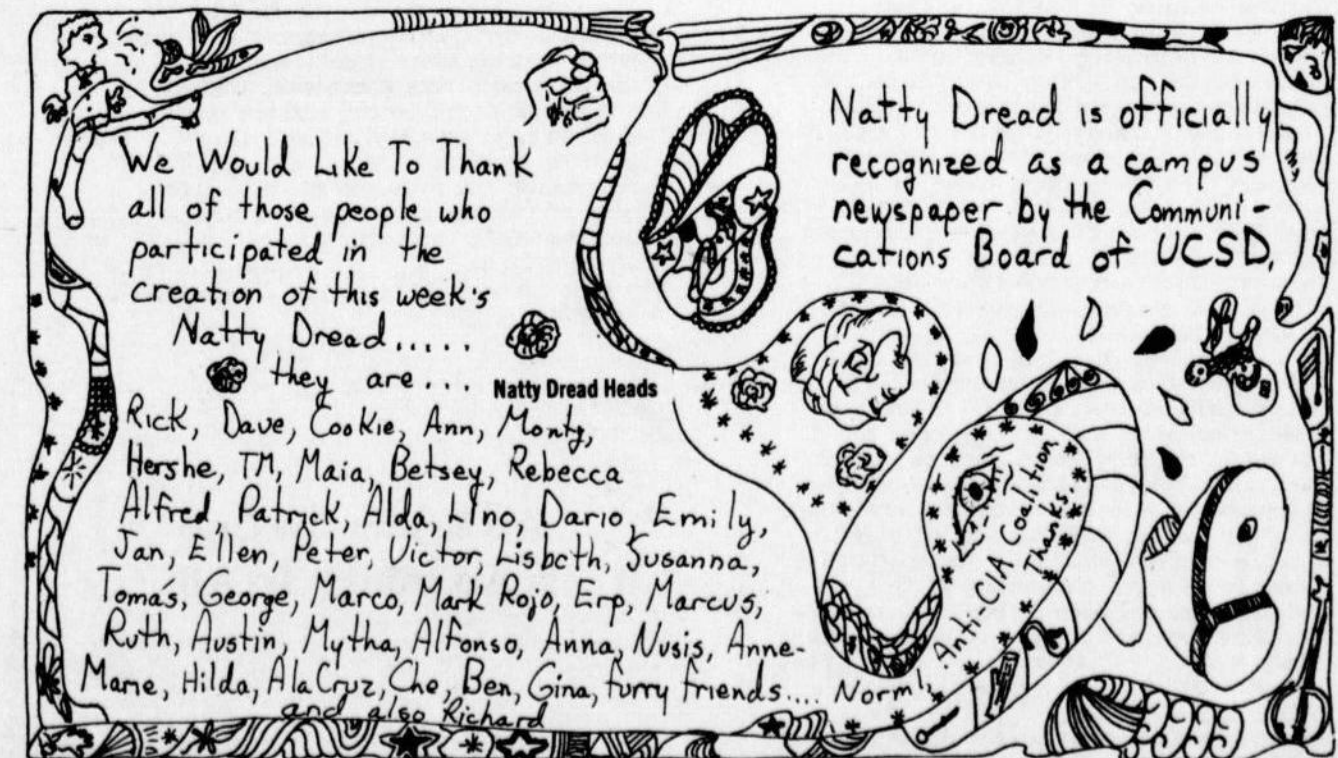 We Would Like To Thank
all of those people who
participated in the
creation of this week's
Natty Dread.....
they are...
Natty Dread Heads
Rick, Dave, Cookie, Ann, Monty,
Hershe, TM, Maia, Betsey, Rebecca
Alfred, Patrick, Alda, Lino, Dario, Emily,
Jan, Ellen, Peter, Victor, Lisbeth, Susanna,
Tomás, George, Marco, Mark Rojo, Erp, Marcus,
Ruth, Austin, Mytha, Alfonso, Anna, Nusis, Anne-
Marie, Hilda, Ala Cruz, Che, Ben, Gina, furry friends.... Norm!,
and also Richard
Natty Dread is officially
recognized as a campus
newspaper by the Communi-
cations Board of UCSD.
Anti-CIA Coalition
Thanks.